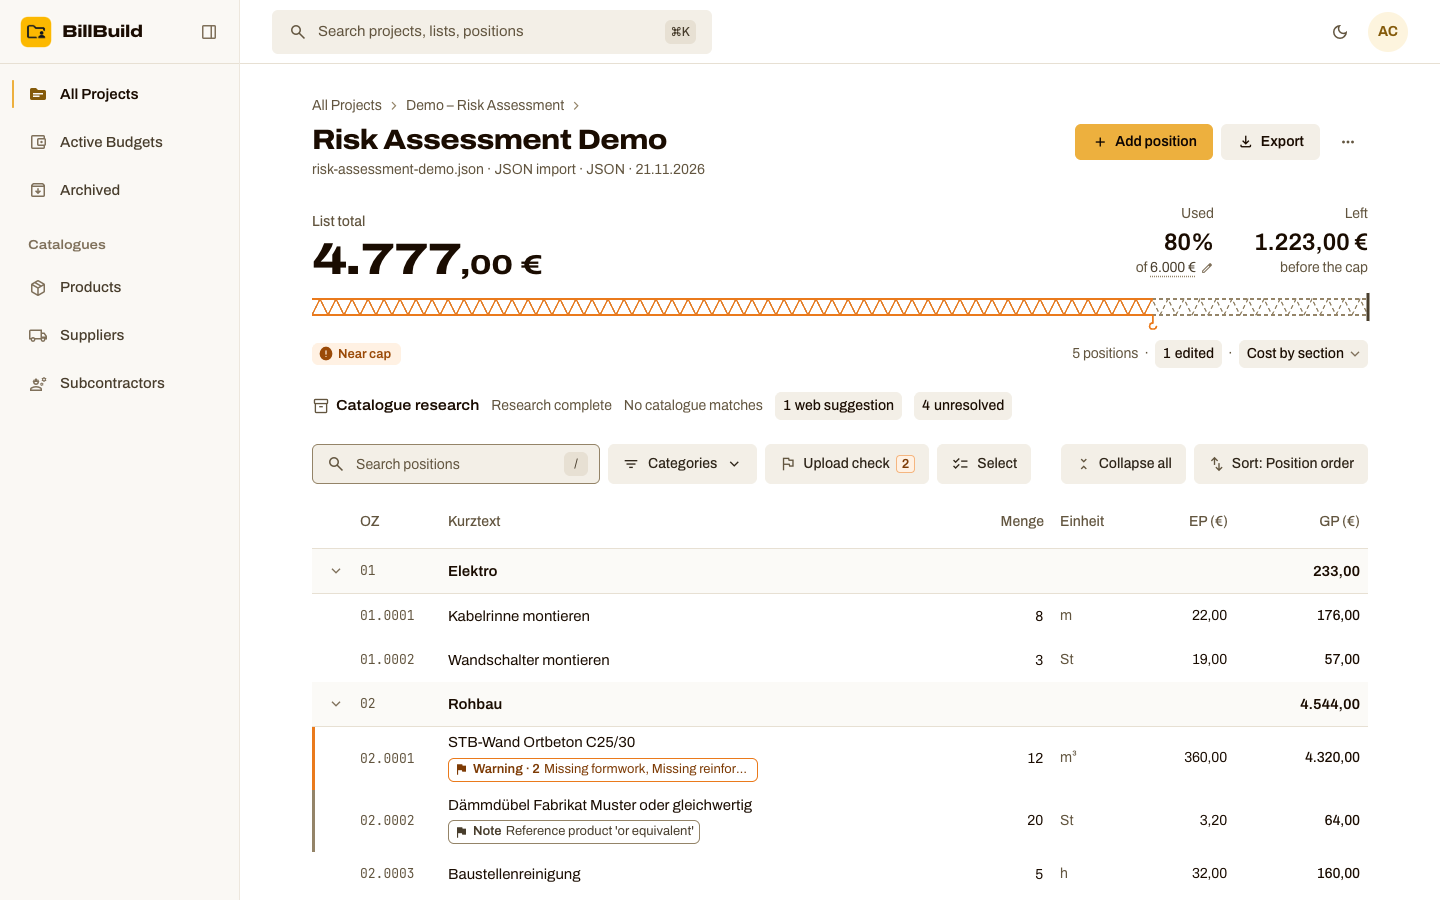 BillBuild
Search projects, lists, positions
⌘K
AC
All Projects
Active Budgets
Archived
Catalogues
Products
Suppliers
Subcontractors
All Projects > Demo – Risk Assessment >
Risk Assessment Demo
risk-assessment-demo.json · JSON import · JSON · 21.11.2026
+ Add position
Export
···
List total
4.777,00 €
Used
80%
of 6.000 €
Left
1.223,00 €
before the cap
Near cap
5 positions · 1 edited · Cost by section
Catalogue research Research complete No catalogue matches 1 web suggestion 4 unresolved
Search positions /
Categories
Upload check 2
Select
Collapse all
Sort: Position order
OZ Kurztext Menge Einheit EP (€) GP (€)
01 Elektro 233,00
01.0001 Kabelrinne montieren 8 m 22,00 176,00
01.0002 Wandschalter montieren 3 St 19,00 57,00
02 Rohbau 4.544,00
02.0001 STB-Wand Ortbeton C25/30 12 m³ 360,00 4.320,00
Warning · 2 Missing formwork, Missing reinfor...
02.0002 Dämmdübel Fabrikat Muster oder gleichwertig 20 St 3,20 64,00
Note Reference product 'or equivalent'
02.0003 Baustellenreinigung 5 h 32,00 160,00